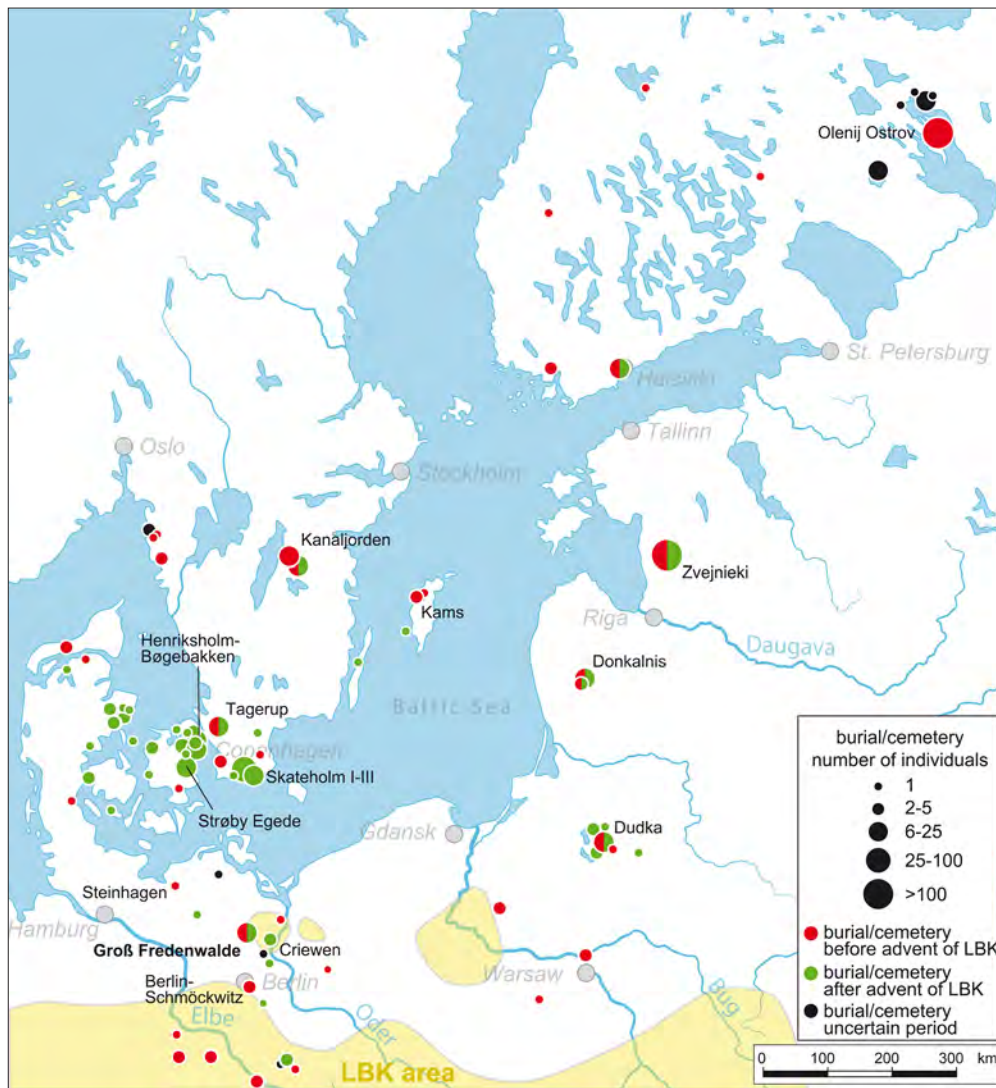 Olenij Ostrov
St. Petersburg
Helsinki
Tallinn
Oslo
Stockholm
Kanaljorden
Zvejnieki
Kams
Riga
Daugava
Henriksholm-
Bøgebakken
Donkalnis
Baltic Sea
Tagerup
Copenhagen
Skateholm I-III
Strøby Egede
Gdansk
Dudka
Steinhagen
Hamburg
Groß Fredenwalde
Criewen
Berlin
Berlin-
Schmöckwitz
Warsaw
Elbe
Oder
Bug
LBK area
burial/cemetery
number of individuals
1
2-5
6-25
25-100
>100
burial/cemetery
before advent of LBK
burial/cemetery
after advent of LBK
burial/cemetery
uncertain period
0 100 200 300 km